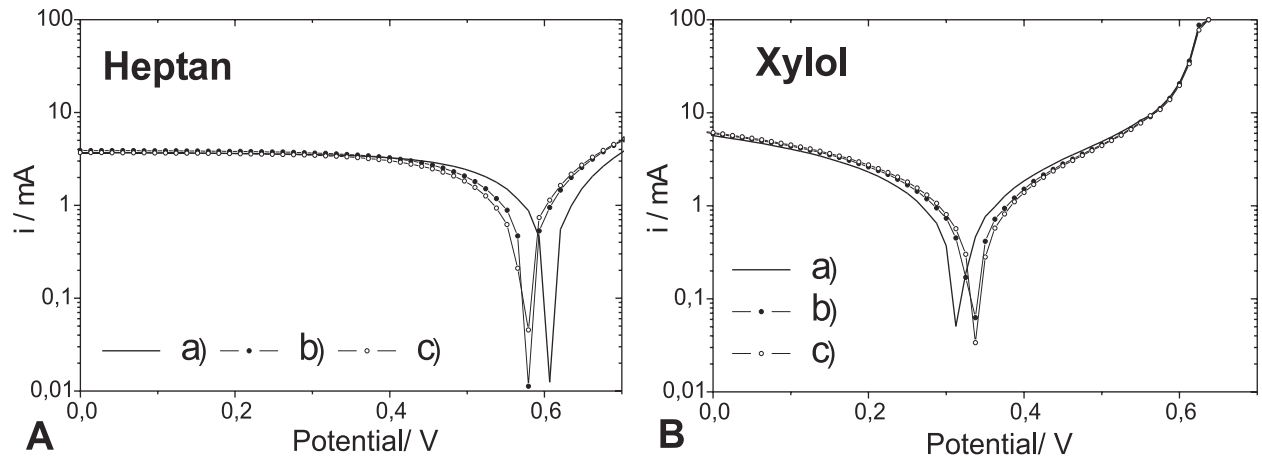 Heptan
100
10
1
0,1
0,01
i / mA
a) b) c)
0,0 0,2 0,4 0,6
Potential/ V
A
Xylol
100
10
1
0,1
0,01
i / mA
a)
b)
c)
0,0 0,2 0,4 0,6
Potential/ V
B